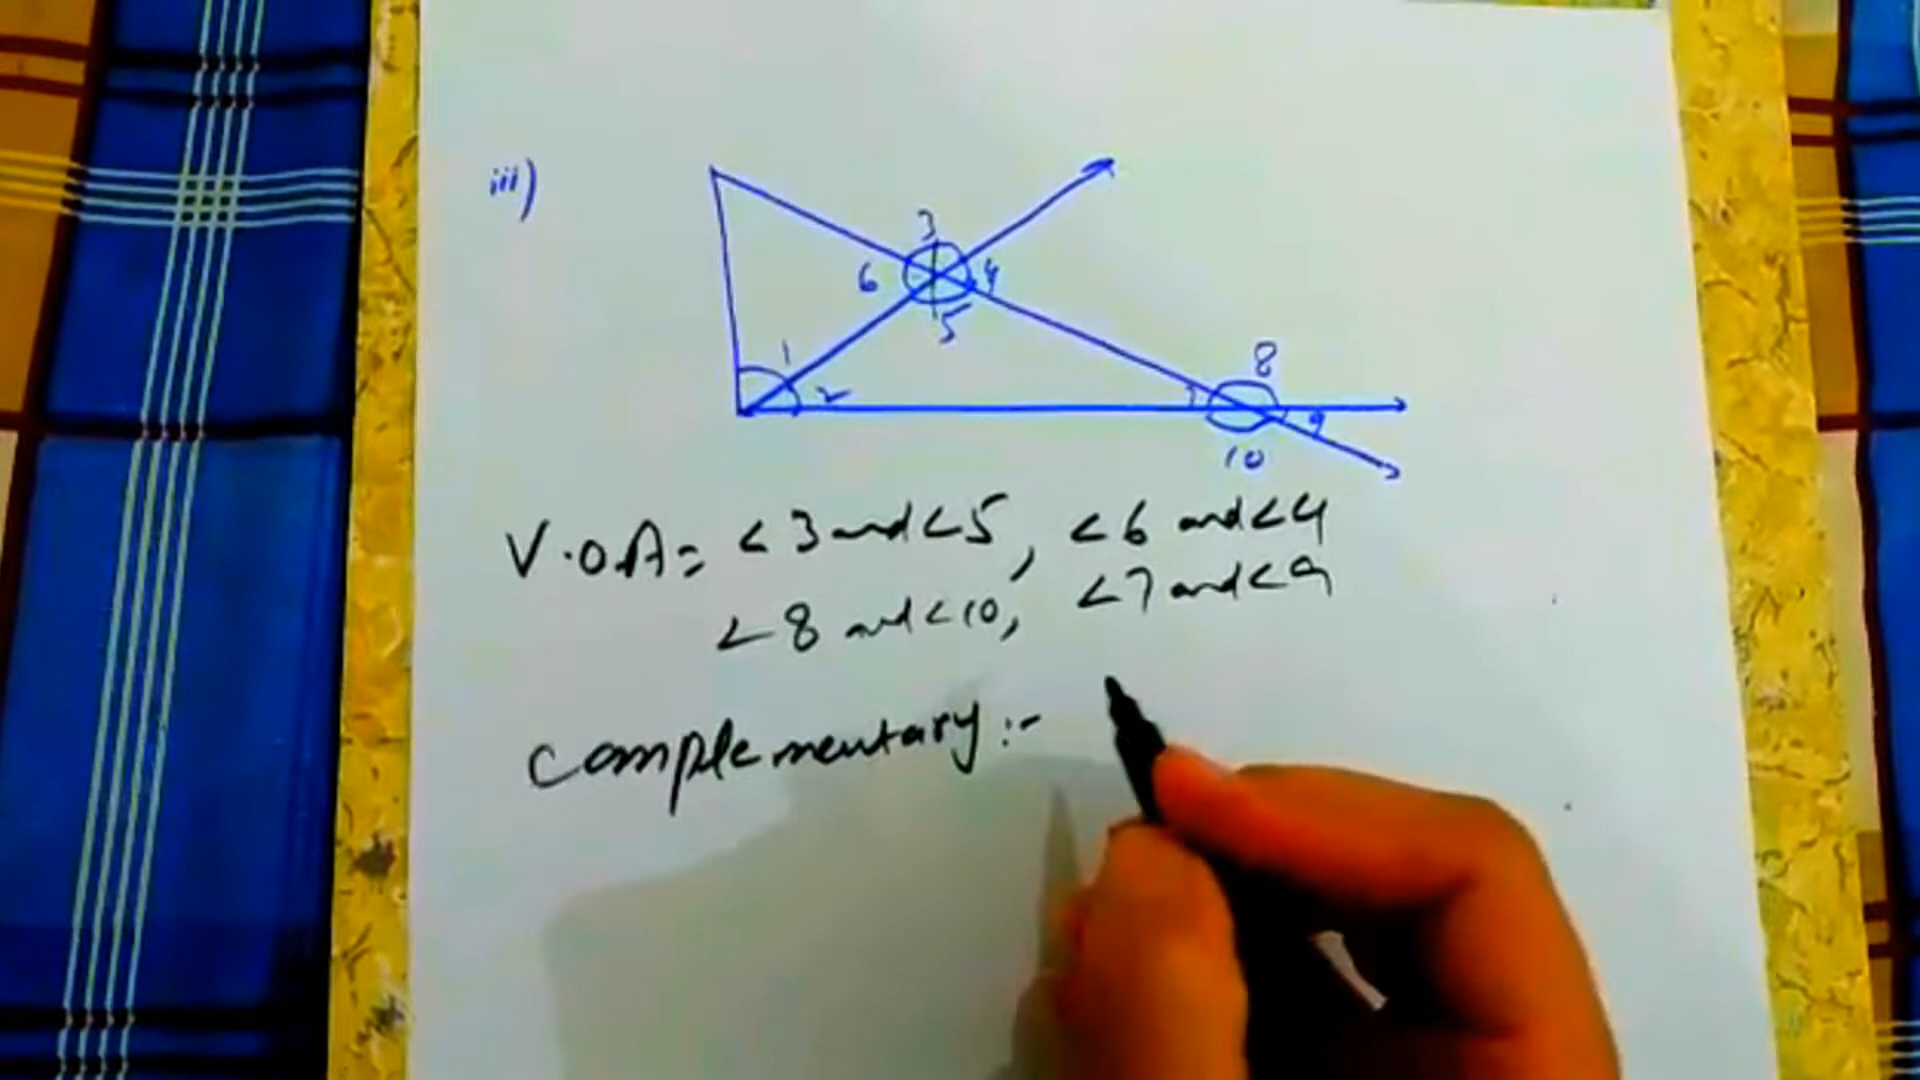 iii)
3
6 4
5
1
2
7
8
9
10
V.O.A= <3 and <5, <6 and <4
<8 and <10, <7 and <9
complementary :-